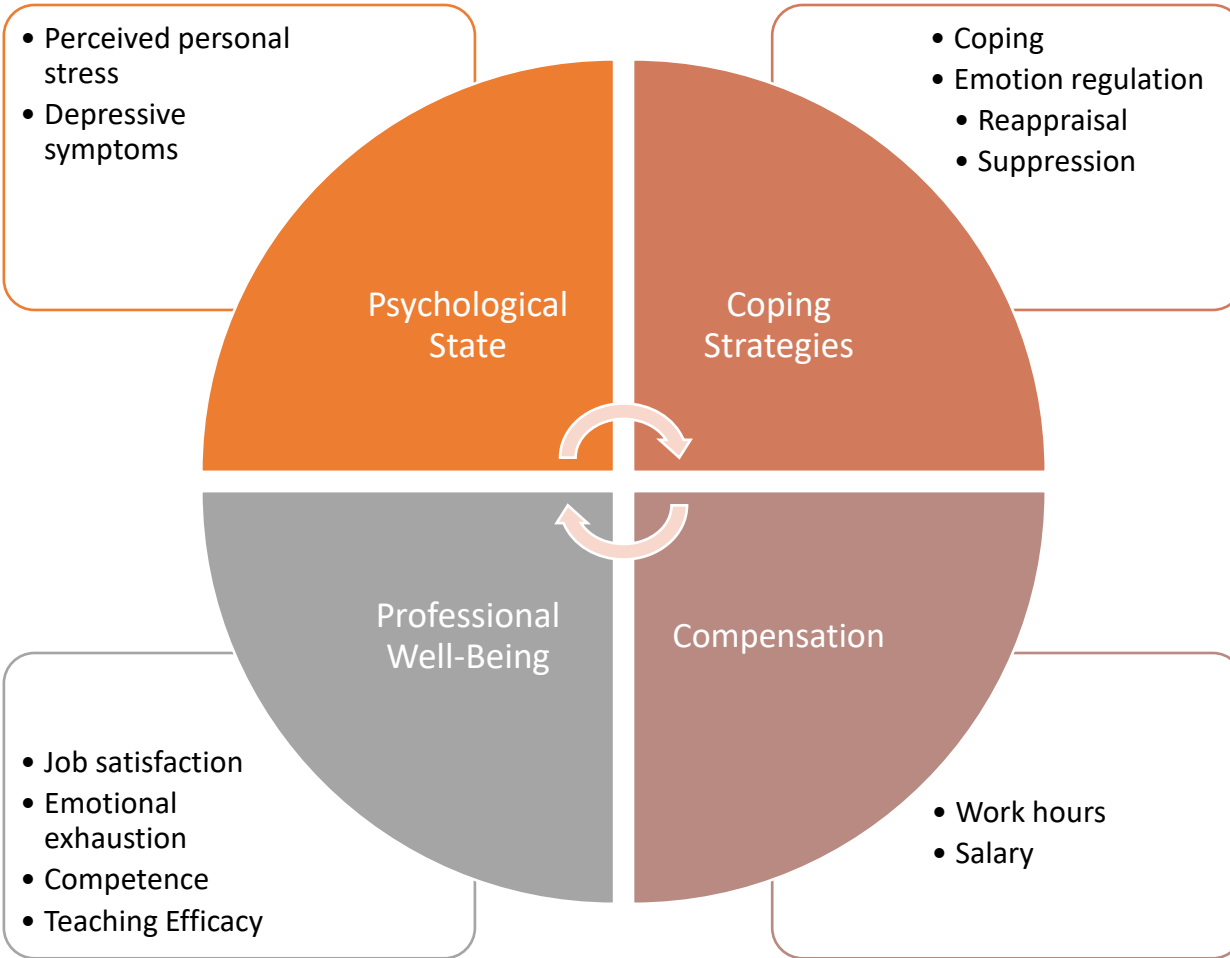 • Perceived personal
stress
• Depressive
symptoms
• Coping
• Emotion regulation
• Reappraisal
• Suppression
Psychological
State
Coping
Strategies
Professional
Well-Being
Compensation
• Job satisfaction
• Emotional
exhaustion
• Competence
• Teaching Efficacy
• Work hours
• Salary